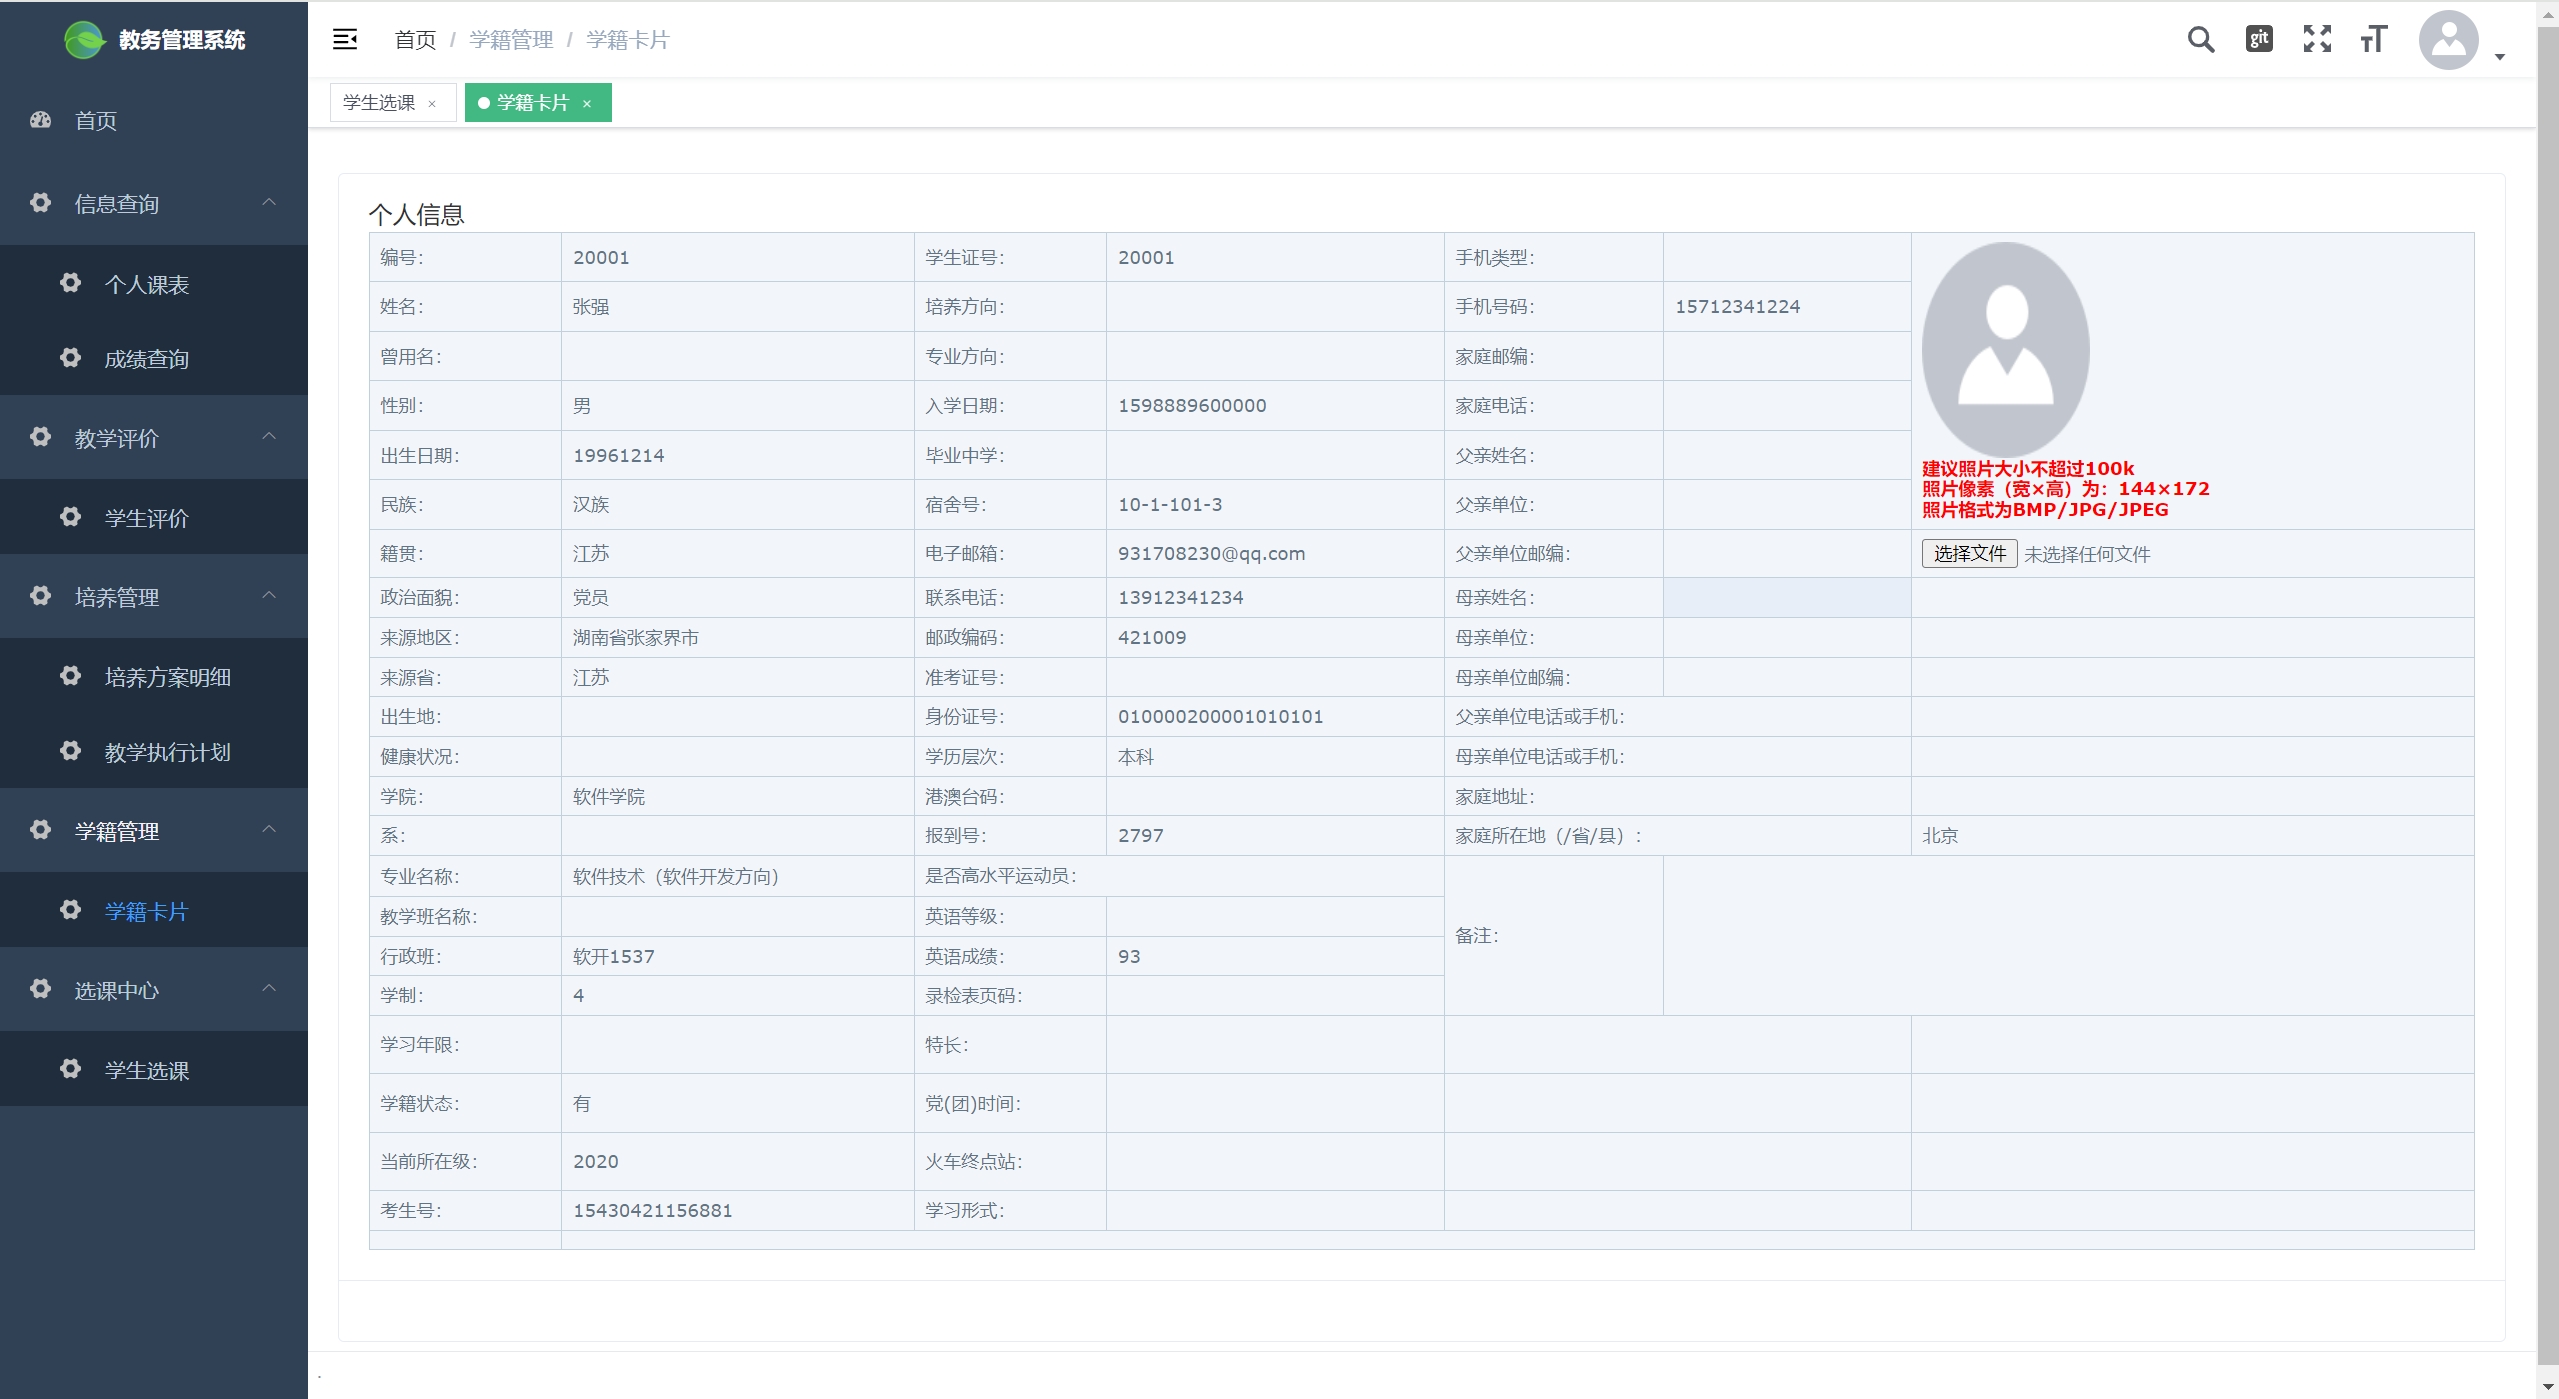 教务管理系统
首页 / 学籍管理 / 学籍卡片
git
学生选课 ×
学籍卡片 ×
首页
信息查询
个人课表
成绩查询
教学评价
学生评价
培养管理
培养方案明细
教学执行计划
学籍管理
学籍卡片
选课中心
学生选课
个人信息
编号: 20001 学生证号: 20001 手机类型:
姓名: 张强 培养方向: 手机号码: 15712341224
曾用名: 专业方向: 家庭邮编:
性别: 男 入学日期: 1598889600000 家庭电话:
出生日期: 19961214 毕业中学: 父亲姓名:
建议照片大小不超过100k
照片像素（宽×高）为：144×172
照片格式为BMP/JPG/JPEG
民族: 汉族 宿舍号: 10-1-101-3 父亲单位:
籍贯: 江苏 电子邮箱: 931708230@qq.com 父亲单位邮编: 选择文件 未选择任何文件
政治面貌: 党员 联系电话: 13912341234 母亲姓名:
来源地区: 湖南省张家界市 邮政编码: 421009 母亲单位:
来源省: 江苏 准考证号: 母亲单位邮编:
出生地: 身份证号: 010000200001010101 父亲单位电话或手机:
健康状况: 学历层次: 本科 母亲单位电话或手机:
学院: 软件学院 港澳台码: 家庭地址:
系: 报到号: 2797 家庭所在地（/省/县）: 北京
专业名称: 软件技术（软件开发方向） 是否高水平运动员:
教学班名称: 英语等级:
备注:
行政班: 软开1537 英语成绩: 93
学制: 4 录检表页码:
学习年限: 特长:
学籍状态: 有 党(团)时间:
当前所在级: 2020 火车终点站:
考生号: 15430421156881 学习形式:
.